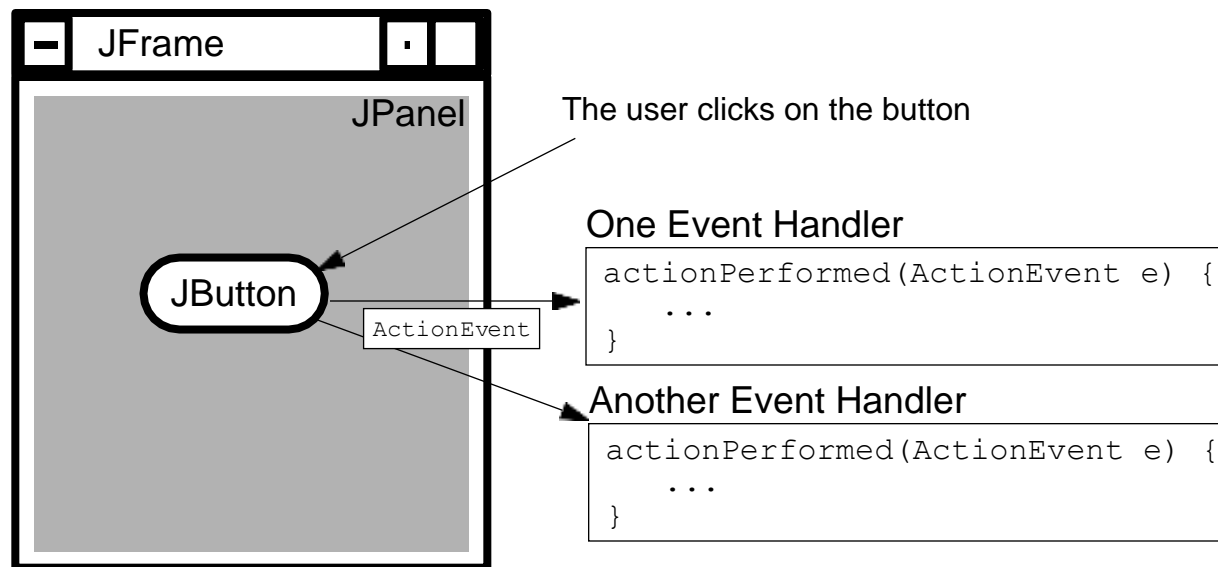 JFrame
JPanel
The user clicks on the button
One Event Handler
actionPerformed(ActionEvent e) {
...
}
JButton
ActionEvent
Another Event Handler
actionPerformed(ActionEvent e) {
...
}